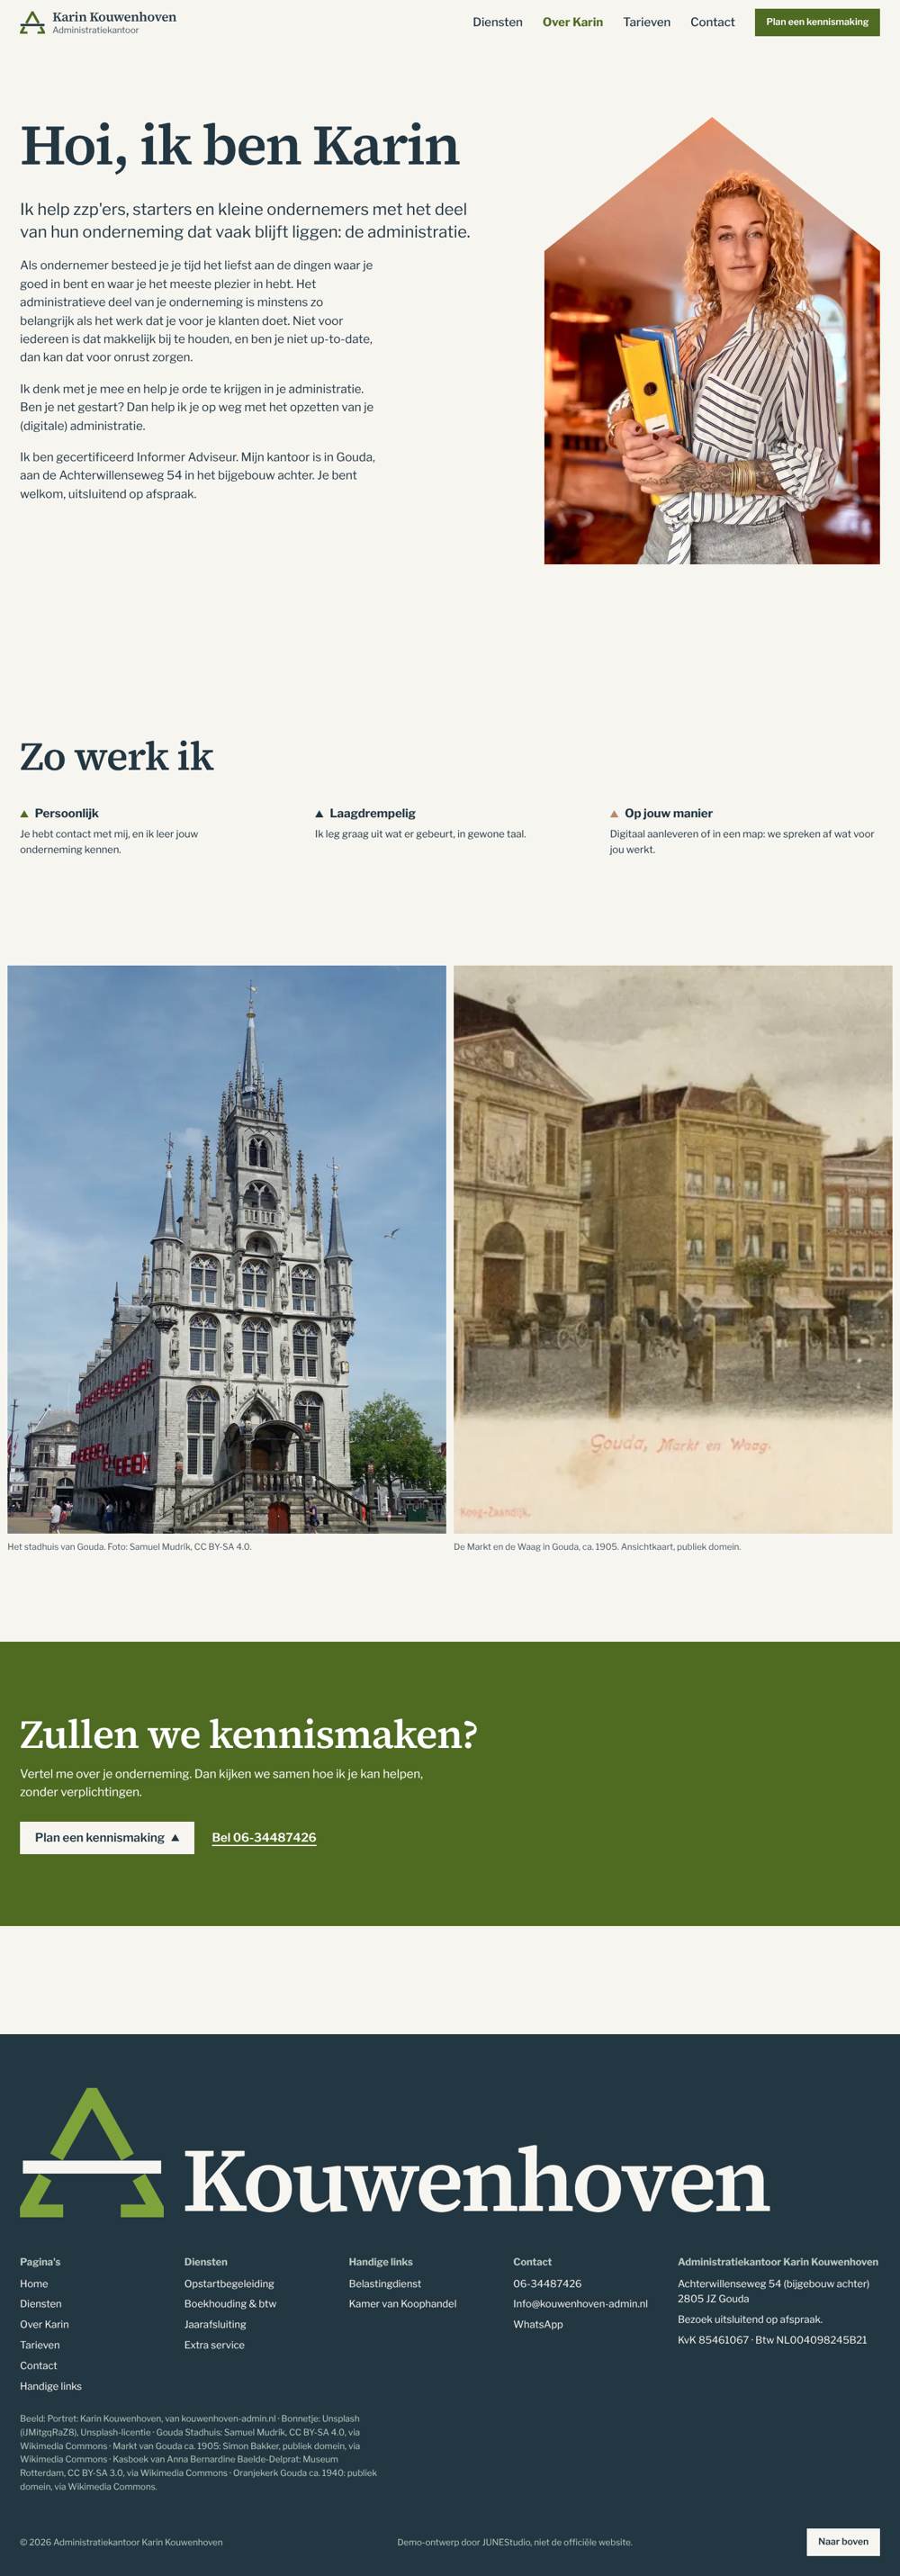 Karin Kouwenhoven
Administratiekantoor
Diensten
Over Karin
Tarieven
Contact
Plan een kennismaking
Hoi, ik ben Karin
Ik help zzp'ers, starters en kleine ondernemers met het deel
van hun onderneming dat vaak blijft liggen: de administratie.
Als ondernemer besteed je je tijd het liefst aan de dingen waar je
goed in bent en waar je het meeste plezier in hebt. Het
administratieve deel van je onderneming is minstens zo
belangrijk als het werk dat je voor je klanten doet. Niet voor
iedereen is dat makkelijk bij te houden, en ben je niet up-to-date,
dan kan dat voor onrust zorgen.
Ik denk met je mee en help je orde te krijgen in je administratie.
Ben je net gestart? Dan help ik je op weg met het opzetten van je
(digitale) administratie.
Ik ben gecertificeerd Informer Adviseur. Mijn kantoor is in Gouda,
aan de Achterwillenseweg 54 in het bijgebouw achter. Je bent
welkom, uitsluitend op afspraak.
Zo werk ik
Persoonlijk
Je hebt contact met mij, en ik leer jouw
onderneming kennen.
Laagdrempelig
Ik leg graag uit wat er gebeurt, in gewone taal.
Op jouw manier
Digitaal aanleveren of in een map: we spreken af wat voor
jou werkt.
Gouda, Markt en Waag.
Koog-Zaandijk.
Het stadhuis van Gouda. Foto: Samuel Mudrík, CC BY-SA 4.0.
De Markt en de Waag in Gouda, ca. 1905. Ansichtkaart, publiek domein.
Zullen we kennismaken?
Vertel me over je onderneming. Dan kijken we samen hoe ik je kan helpen,
zonder verplichtingen.
Plan een kennismaking
Bel 06-34487426
Kouwenhoven
Pagina's
Home
Diensten
Over Karin
Tarieven
Contact
Handige links
Diensten
Opstartbegeleiding
Boekhouding & btw
Jaarafsluiting
Extra service
Handige links
Belastingdienst
Kamer van Koophandel
Contact
06-34487426
Info@kouwenhoven-admin.nl
WhatsApp
Administratiekantoor Karin Kouwenhoven
Achterwillenseweg 54 (bijgebouw achter)
2805 JZ Gouda
Bezoek uitsluitend op afspraak.
KvK 85461067 · Btw NL004098245B21
Beeld: Portret: Karin Kouwenhoven, van kouwenhoven-admin.nl · Bonnetje: Unsplash
(iJMitgqRaZ8), Unsplash-licentie · Gouda Stadhuis: Samuel Mudrík, CC BY-SA 4.0, via
Wikimedia Commons · Markt van Gouda ca. 1905: Simon Bakker, publiek domein, via
Wikimedia Commons · Kasboek van Anna Bernardine Baelde-Delprat: Museum
Rotterdam, CC BY-SA 3.0, via Wikimedia Commons · Oranjekerk Gouda ca. 1940: publiek
domein, via Wikimedia Commons.
© 2026 Administratiekantoor Karin Kouwenhoven
Demo-ontwerp door JUNEStudio, niet de officiële website.
Naar boven